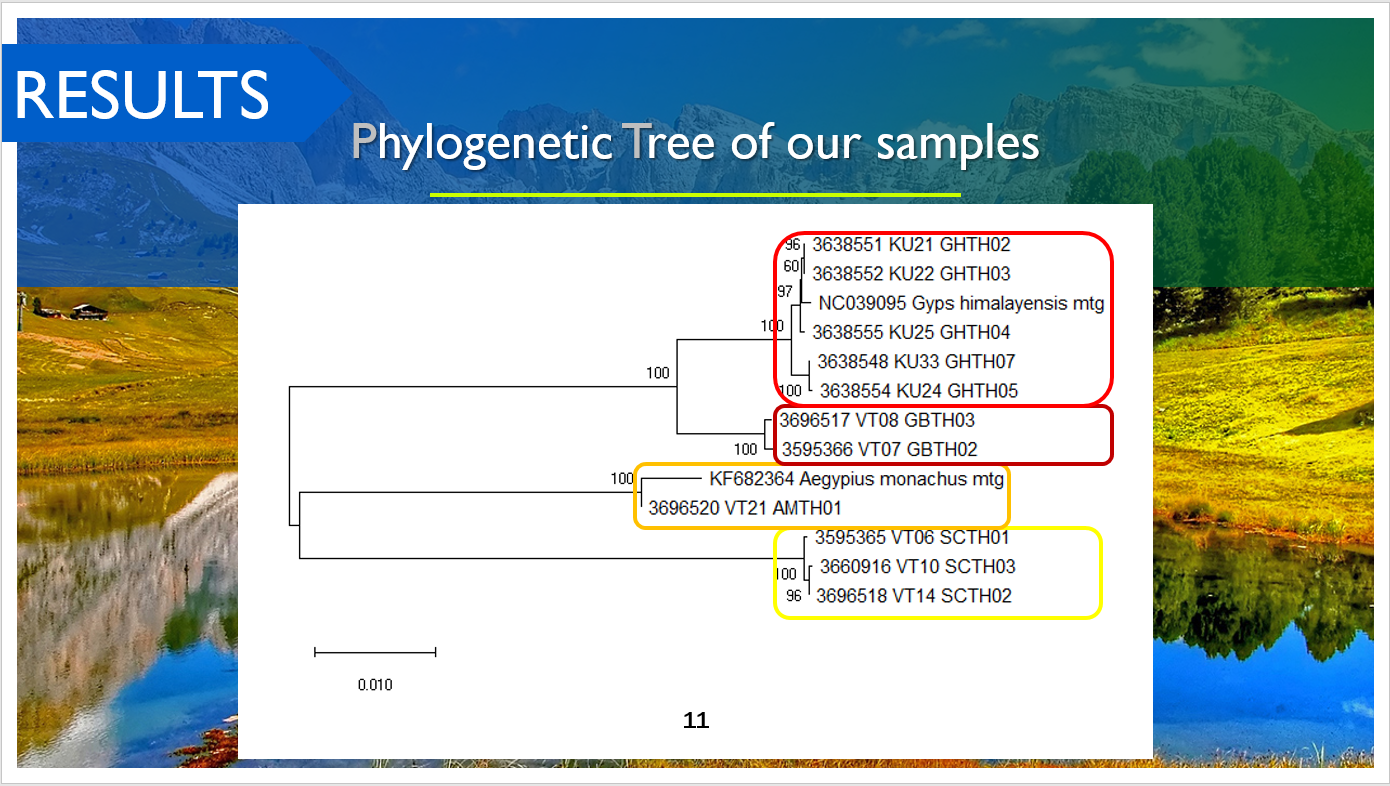 RESULTS
Phylogenetic Tree of our samples
96
3638551 KU21 GHTH02
60
3638552 KU22 GHTH03
97
NC039095 Gyps himalayensis mtg
100
3638555 KU25 GHTH04
3638548 KU33 GHTH07
100
100
3638554 KU24 GHTH05
3696517 VT08 GBTH03
100
3595366 VT07 GBTH02
100
KF682364 Aegypius monachus mtg
3696520 VT21 AMTH01
3595365 VT06 SCTH01
100
3660916 VT10 SCTH03
96
3696518 VT14 SCTH02
0.010
11